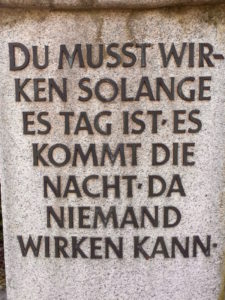 DU MUSST WIR-
KEN SOLANGE
ES TAG IST· ES
KOMMT DIE
NACHT· DA
NIEMAND
WIRKEN KANN·